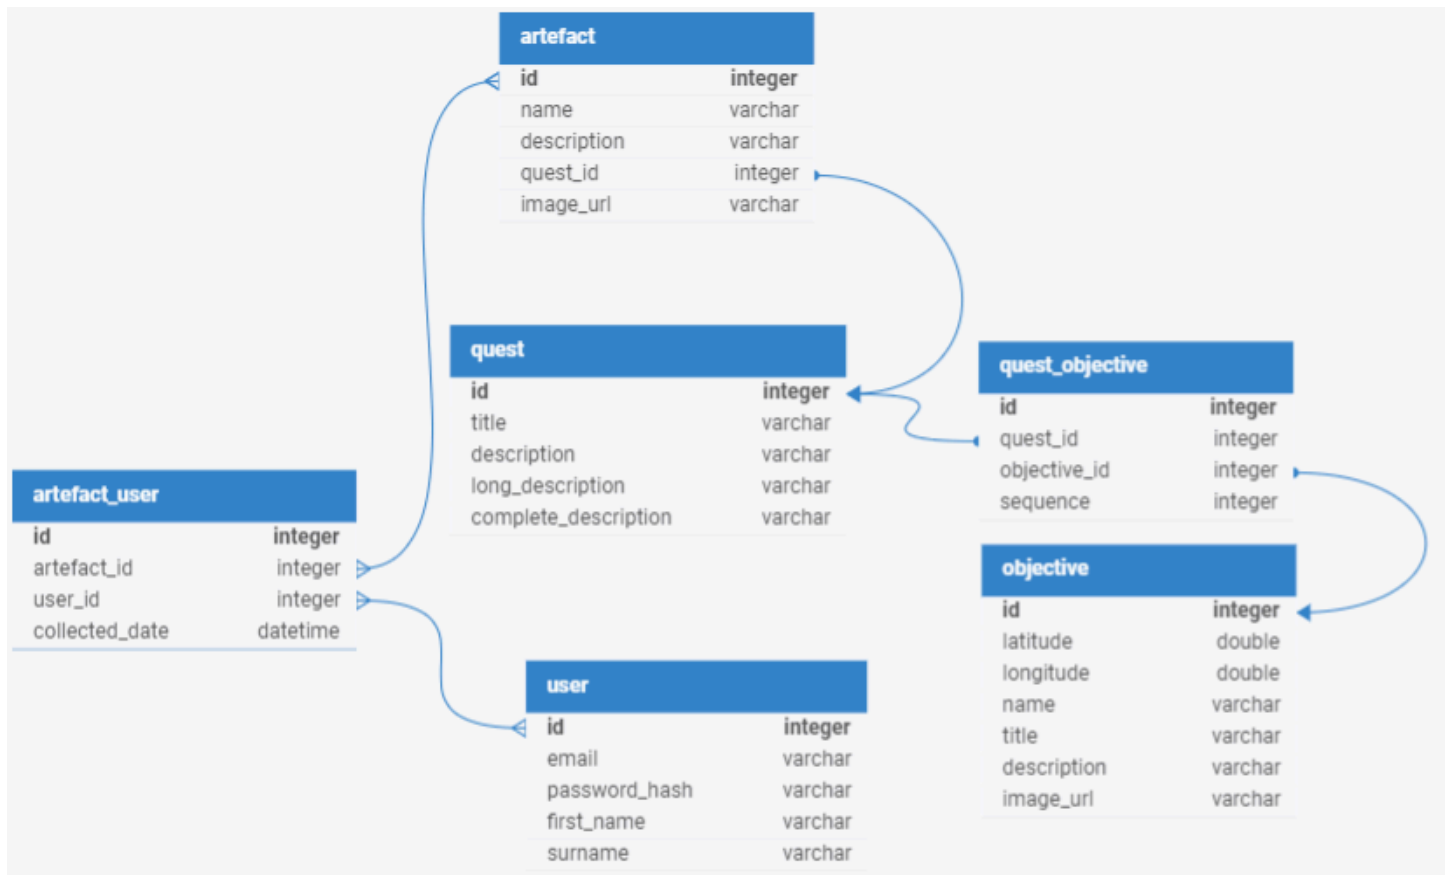 artefact
id integer
name varchar
description varchar
quest_id integer
image_url varchar
quest
id integer
title varchar
description varchar
long_description varchar
complete_description varchar
quest_objective
id integer
quest_id integer
objective_id integer
sequence integer
artefact_user
id integer
artefact_id integer
user_id integer
collected_date datetime
objective
id integer
latitude double
longitude double
name varchar
title varchar
description varchar
image_url varchar
user
id integer
email varchar
password_hash varchar
first_name varchar
surname varchar